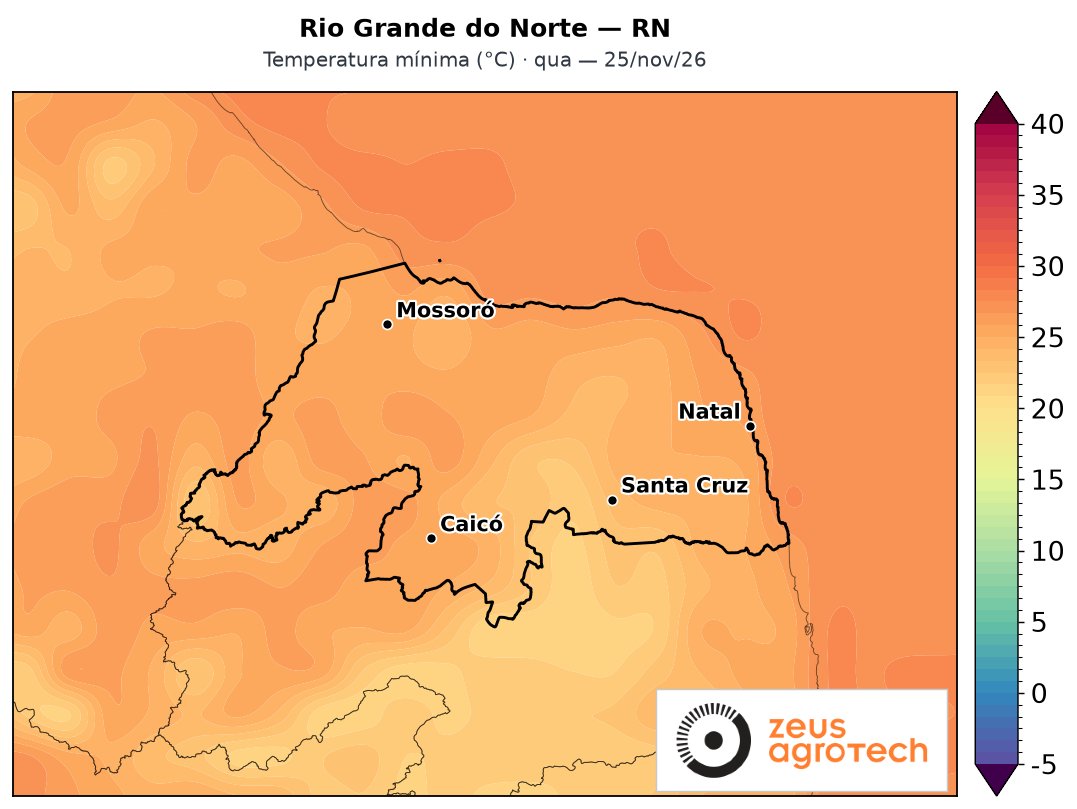 Rio Grande do Norte — RN
Temperatura mínima (°C) · qua — 25/nov/26
Mossoró
Natal
Santa Cruz
Caicó
40
35
30
25
20
15
10
5
0
-5
zeus
agrotech